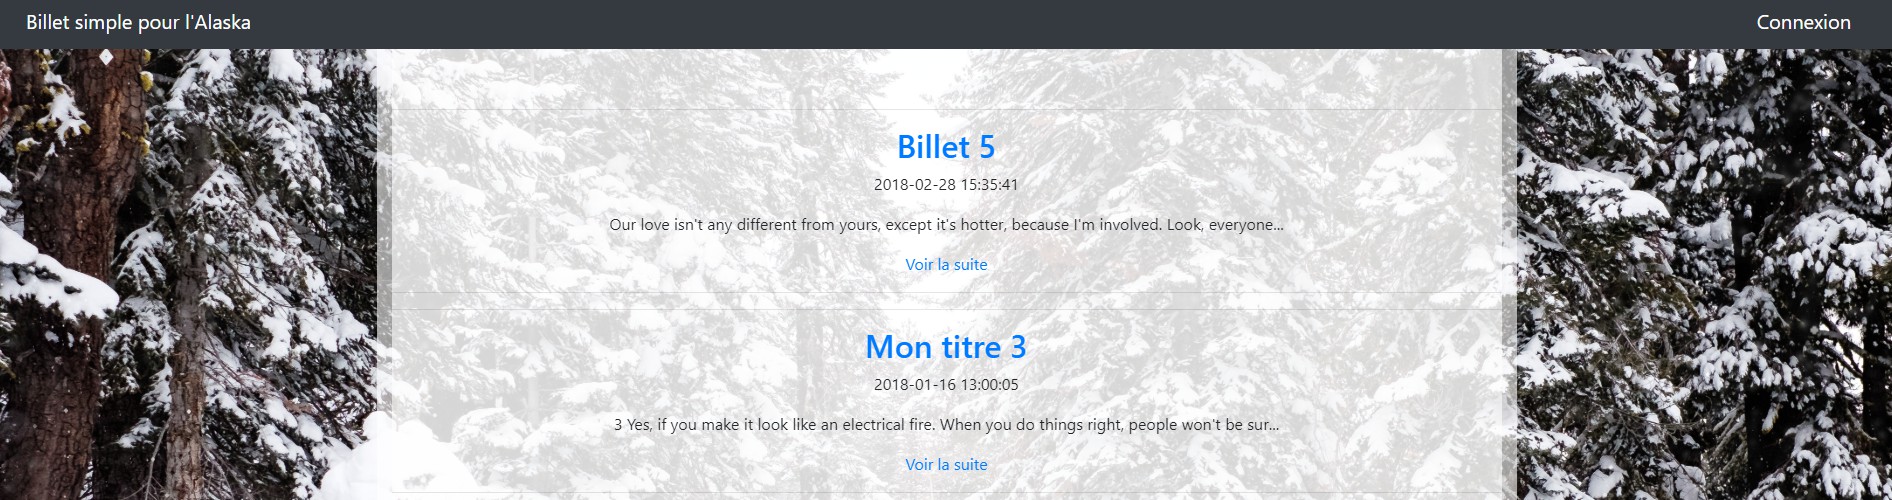 Billet simple pour l'Alaska
Connexion
Billet 5
2018-02-28 15:35:41
Our love isn't any different from yours, except it's hotter, because I'm involved. Look, everyone...
Voir la suite
Mon titre 3
2018-01-16 13:00:05
3 Yes, if you make it look like an electrical fire. When you do things right, people won't be sur...
Voir la suite